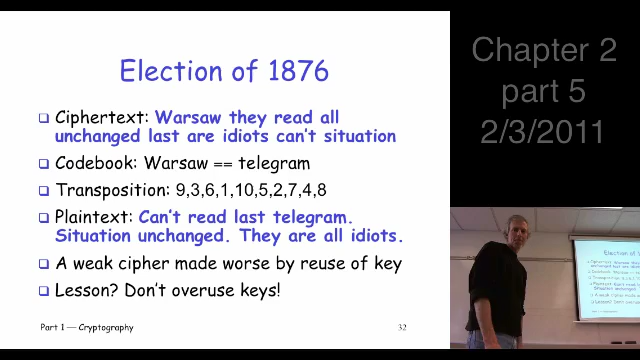 Election of 1876
Ciphertext: Warsaw they read all
unchanged last are idiots can't situation
Codebook: Warsaw == telegram
Transposition: 9,3,6,1,10,5,2,7,4,8
Plaintext: Can't read last telegram.
Situation unchanged. They are all idiots.
A weak cipher made worse by reuse of key
Lesson? Don't overuse keys!
Part 1 — Cryptography
32
Chapter 2
part 5
2/3/2011
Election of